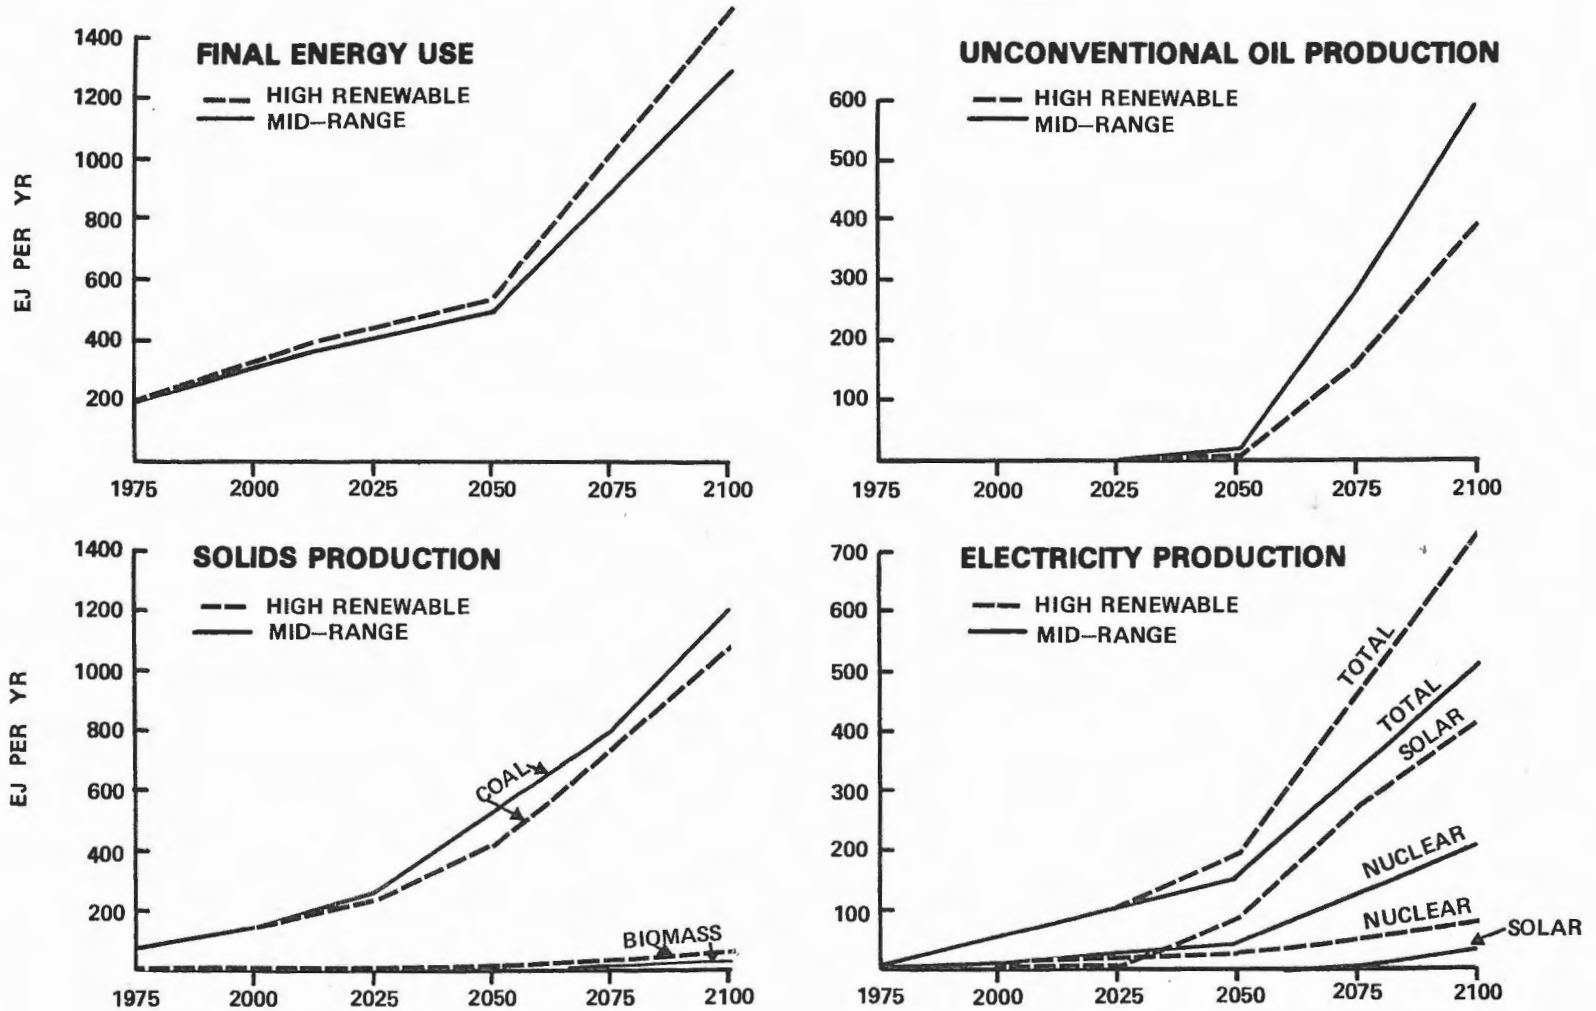 FINAL ENERGY USE
HIGH RENEWABLE
MID–RANGE
EJ PER YR
1400
1200
1000
800
600
400
200
1975 2000 2025 2050 2075 2100
UNCONVENTIONAL OIL PRODUCTION
HIGH RENEWABLE
MID–RANGE
600
500
400
300
200
100
1975 2000 2025 2050 2075 2100
SOLIDS PRODUCTION
HIGH RENEWABLE
MID–RANGE
EJ PER YR
1400
1200
1000
800
600
400
200
COAL
BIOMASS
1975 2000 2025 2050 2075 2100
ELECTRICITY PRODUCTION
HIGH RENEWABLE
MID–RANGE
700
600
500
400
300
200
100
TOTAL
TOTAL
SOLAR
NUCLEAR
NUCLEAR
SOLAR
1975 2000 2025 2050 2075 2100